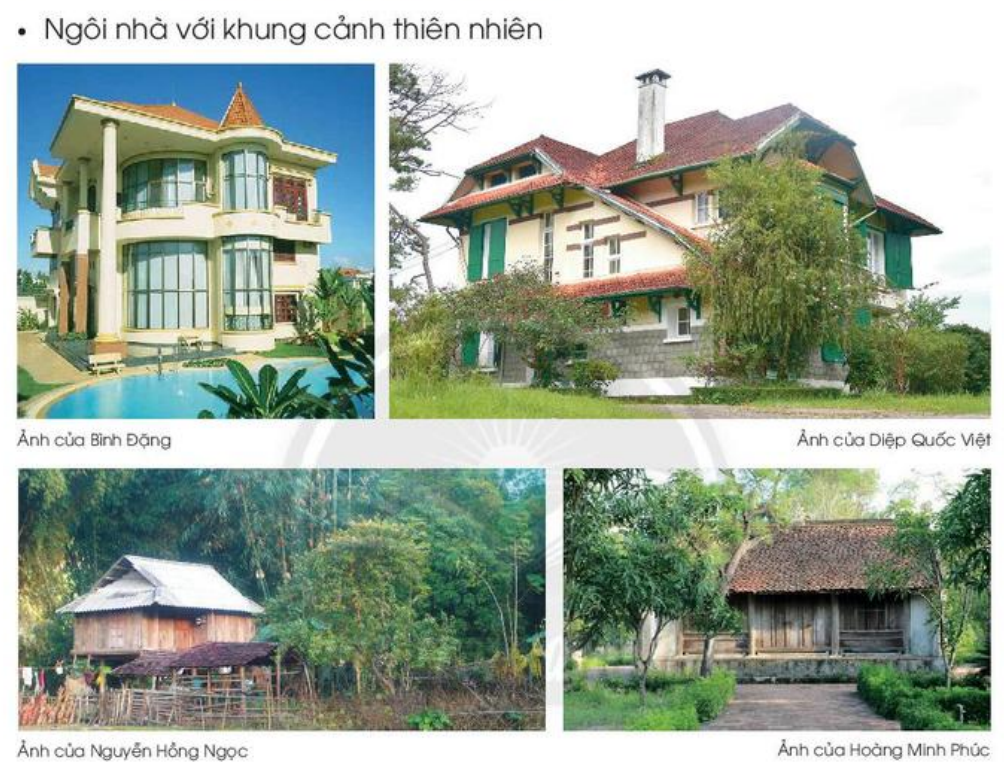 • Ngôi nhà với khung cảnh thiên nhiên
Ảnh của Bình Đặng
Ảnh của Diệp Quốc Việt
Ảnh của Nguyễn Hồng Ngọc
Ảnh của Hoàng Minh Phúc